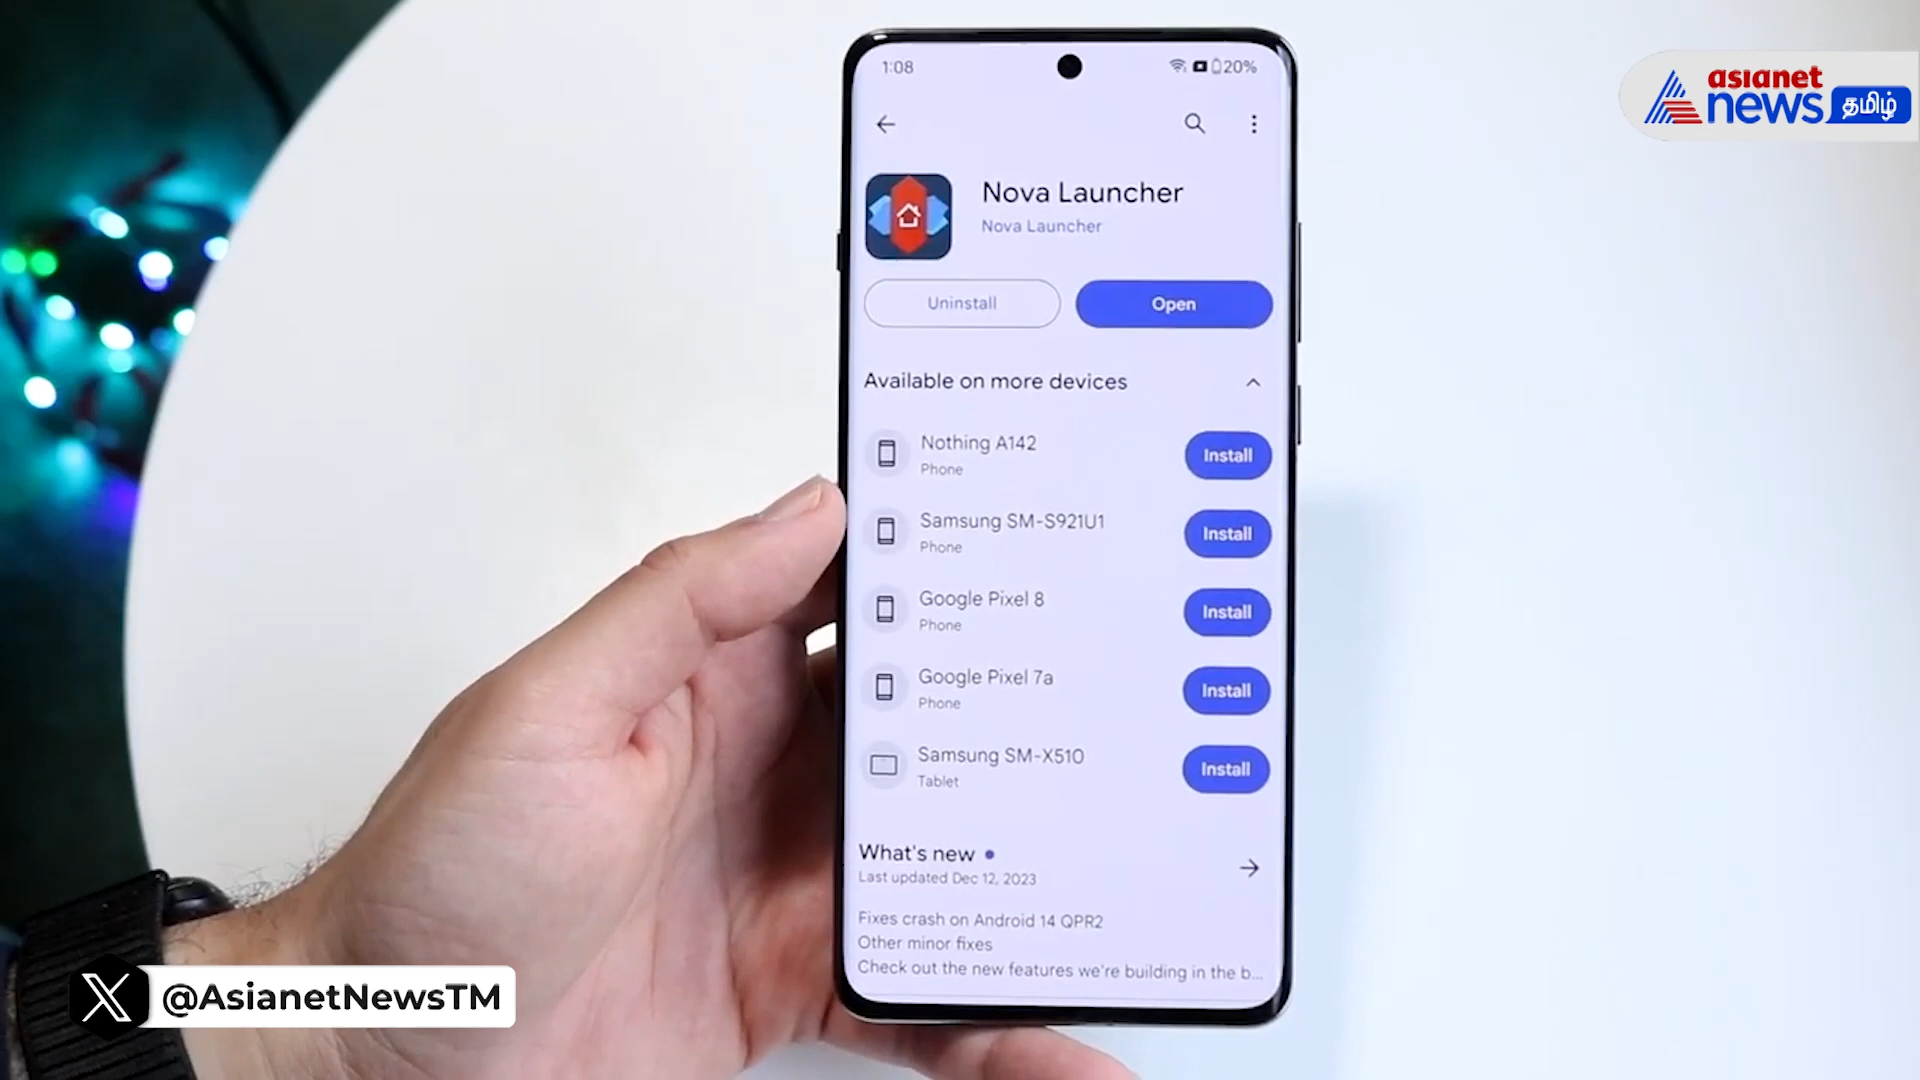 1:08
20%
asianet
news தமிழ்
Nova Launcher
Nova Launcher
Uninstall
Open
Available on more devices
Nothing A142
Phone
Install
Samsung SM-S921U1
Phone
Install
Google Pixel 8
Phone
Install
Google Pixel 7a
Phone
Install
Samsung SM-X510
Tablet
Install
What's new
Last updated Dec 12, 2023
Fixes crash on Android 14 QPR2
Other minor fixes
Check out the new features we're building in the b...
X @AsianetNewsTM